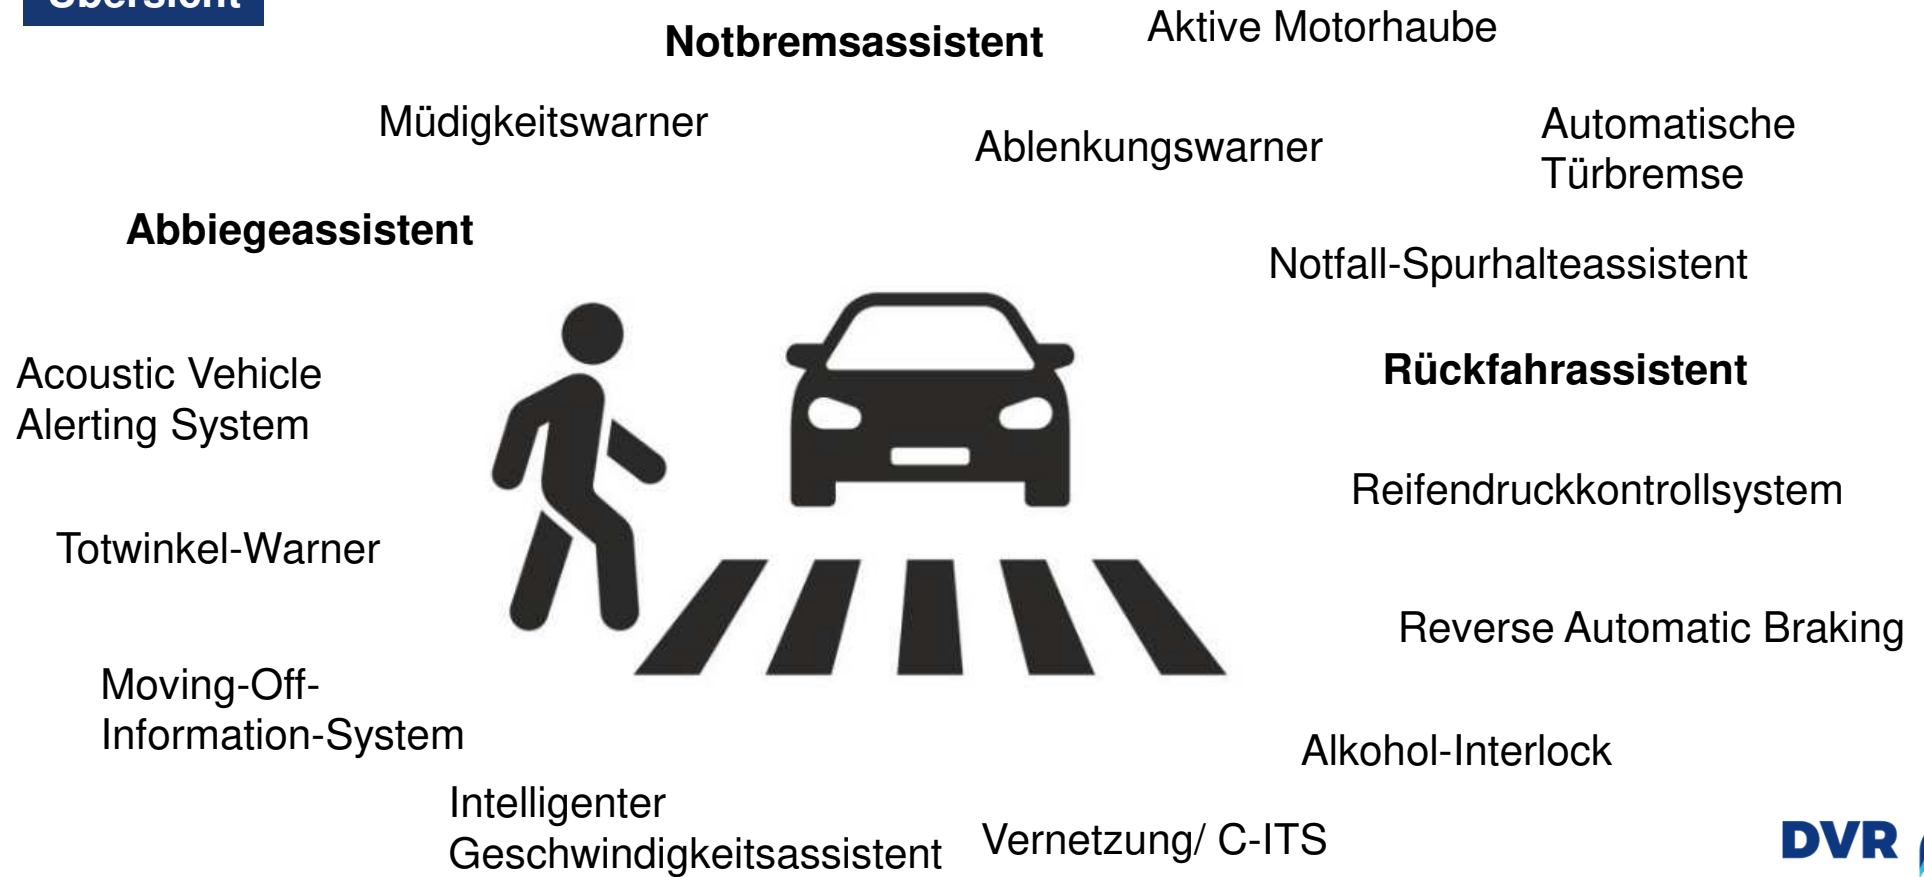 Übersicht
Notbremsassistent
Aktive Motorhaube
Müdigkeitswarner
Ablenkungswarner
Automatische
Türbremse
Abbiegeassistent
Notfall-Spurhalteassistent
Acoustic Vehicle
Alerting System
Rückfahrassistent
Reifendruckkontrollsystem
Totwinkel-Warner
Reverse Automatic Braking
Moving-Off-
Information-System
Alkohol-Interlock
Intelligenter
Geschwindigkeitsassistent
Vernetzung/ C-ITS
DVR